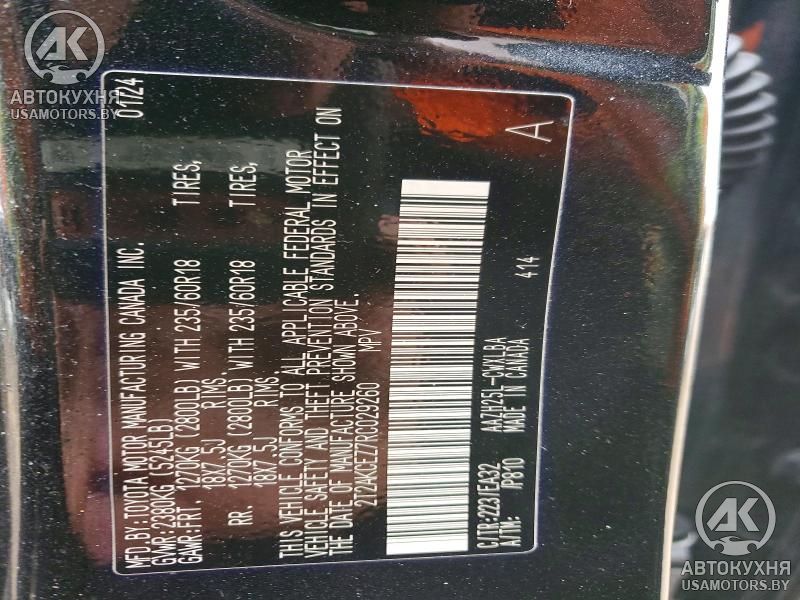 MFD.BY:TOYOTA MOTOR MANUFACTURING CANADA INC. 01/24
GVWR:2380KG (5245LB)
GAWR:FRT. 1270KG (2800LB) WITH 235/60R18 TIRES,
18X7.5J RIMS,
RR. 1270KG (2800LB) WITH 235/60R18 TIRES,
18X7.5J RIMS.
THIS VEHICLE CONFORMS TO ALL APPLICABLE FEDERAL MOTOR
VEHICLE SAFETY AND THEFT PREVENTION STANDARDS IN EFFECT ON
THE DATE OF MANUFACTURE SHOWN ABOVE.
2T2AKCEZ7RC029260 MPV
C/TR:223/FA32 AAZH25L-CWXLBA
A/TM: /P810 MADE IN CANADA 414
A
АК
АВТОКУХНЯ
USAMOTORS.BY
АК
АВТОКУХНЯ
USAMOTORS.BY